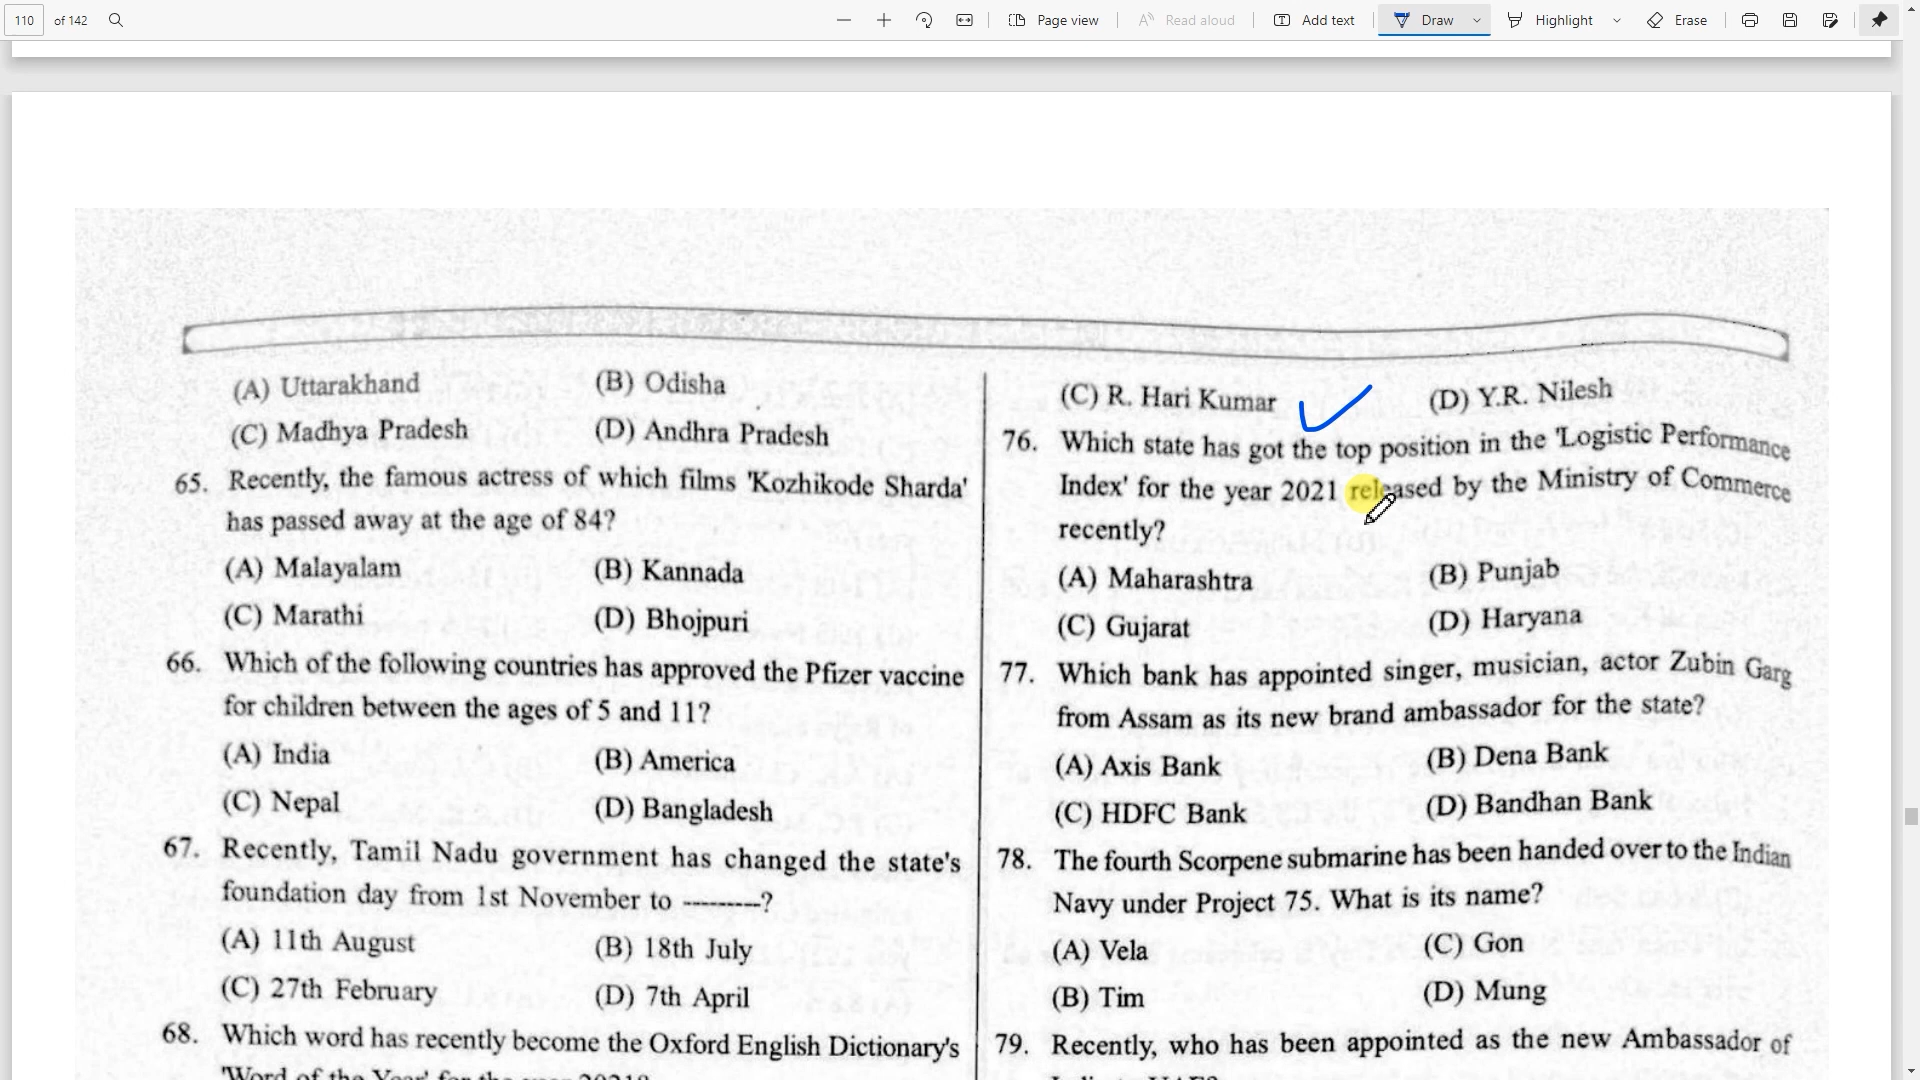 110 of 142 Page view Read aloud Add text Draw Highlight Erase
(A) Uttarakhand (B) Odisha
(C) Madhya Pradesh (D) Andhra Pradesh
65. Recently, the famous actress of which films 'Kozhikode Sharda'
has passed away at the age of 84?
(A) Malayalam (B) Kannada
(C) Marathi (D) Bhojpuri
66. Which of the following countries has approved the Pfizer vaccine
for children between the ages of 5 and 11?
(A) India (B) America
(C) Nepal (D) Bangladesh
67. Recently, Tamil Nadu government has changed the state's
foundation day from 1st November to ---------?
(A) 11th August (B) 18th July
(C) 27th February (D) 7th April
68. Which word has recently become the Oxford English Dictionary's
'Word of the Year' for the year 2021?
(C) R. Hari Kumar (D) Y.R. Nilesh
76. Which state has got the top position in the 'Logistic Performance
Index' for the year 2021 released by the Ministry of Commerce
recently?
(A) Maharashtra (B) Punjab
(C) Gujarat (D) Haryana
77. Which bank has appointed singer, musician, actor Zubin Garg
from Assam as its new brand ambassador for the state?
(A) Axis Bank (B) Dena Bank
(C) HDFC Bank (D) Bandhan Bank
78. The fourth Scorpene submarine has been handed over to the Indian
Navy under Project 75. What is its name?
(A) Vela (C) Gon
(B) Tim (D) Mung
79. Recently, who has been appointed as the new Ambassador of